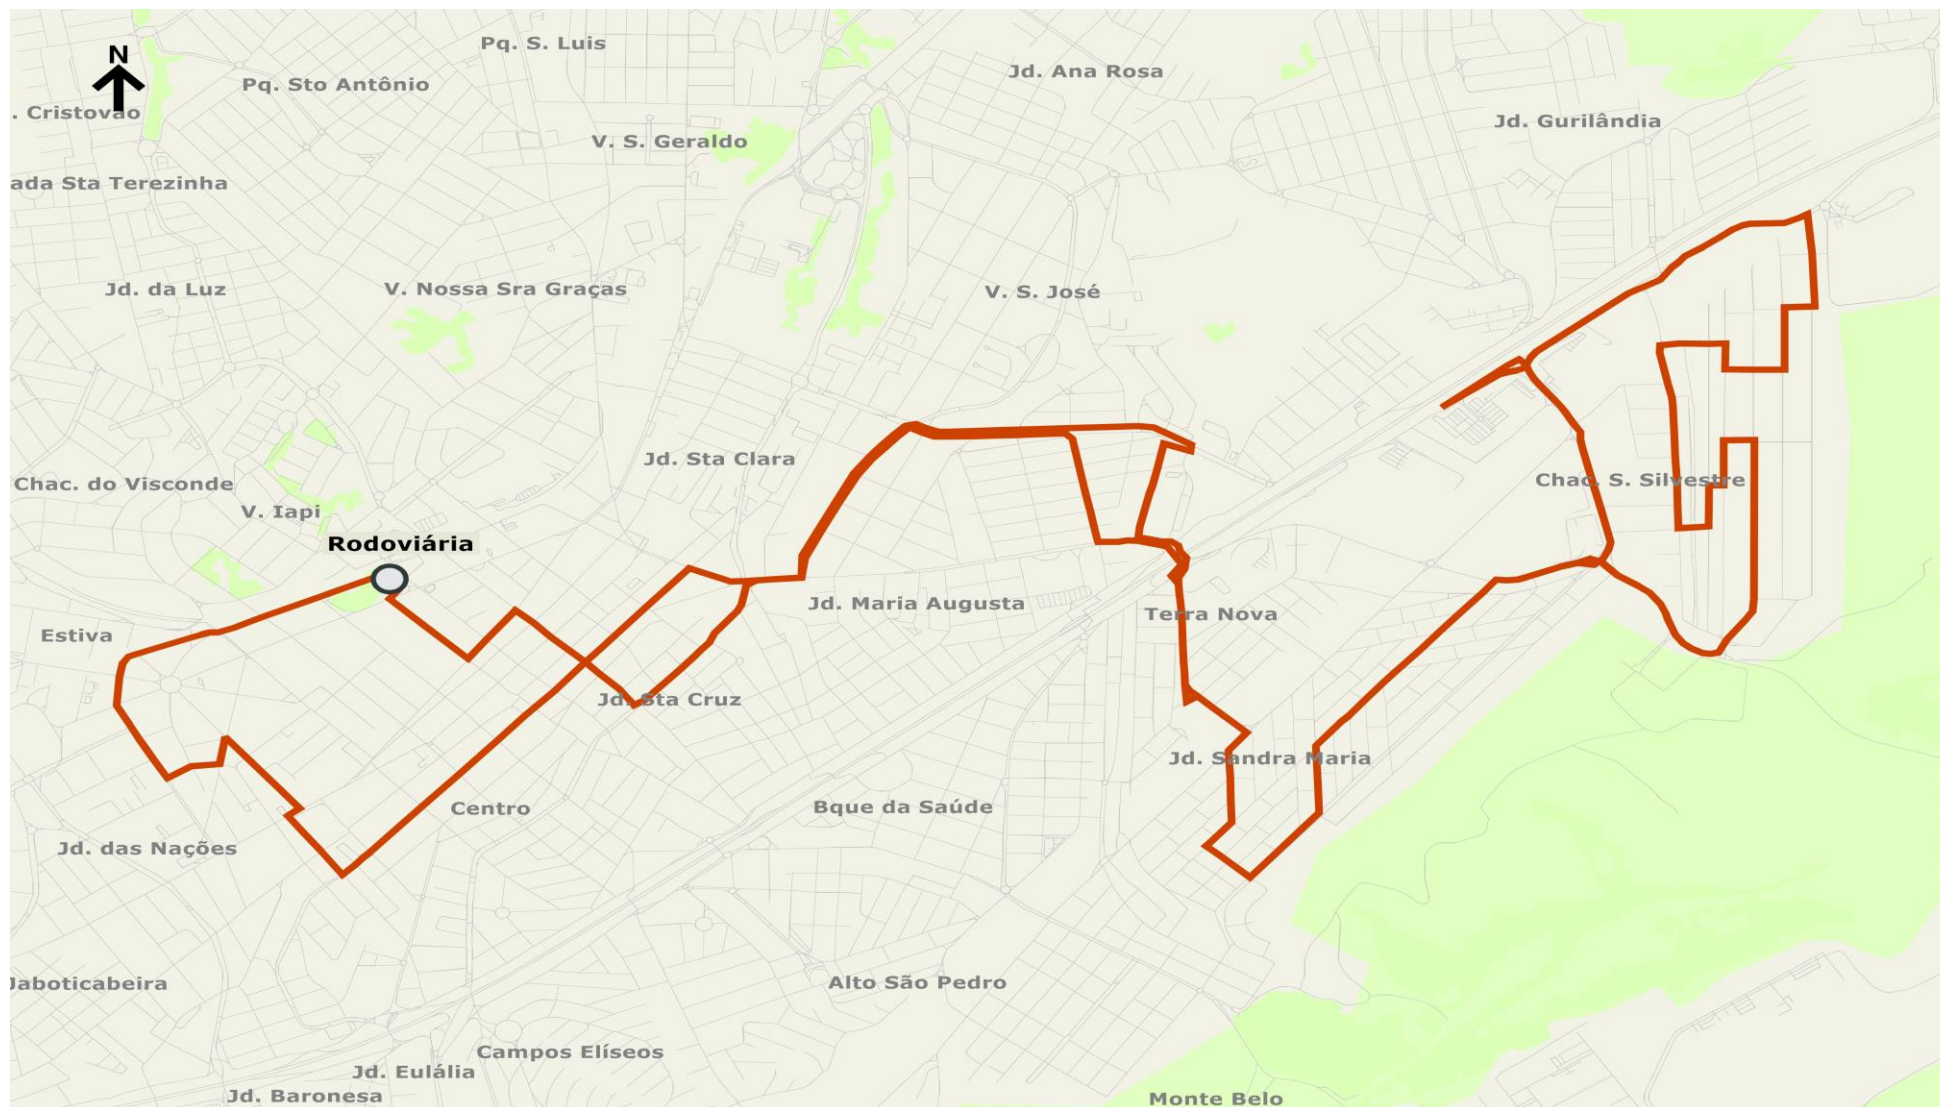 N
Pq. S. Luis
Jd. Ana Rosa
Pq. Sto Antônio
. Cristovão
Jd. Gurilândia
V. S. Geraldo
ada Sta Terezinha
Jd. da Luz
V. Nossa Sra Graças
V. S. José
Jd. Sta Clara
Chac. do Visconde
Chac. S. Silvestre
V. Iapi
Rodoviária
Jd. Maria Augusta
Terra Nova
Estiva
Jd. Sta Cruz
Jd. Sandra Maria
Centro
Bque da Saúde
Jd. das Nações
Jaboticabeira
Alto São Pedro
Campos Elíseos
Jd. Eulália
Jd. Baronesa
Monte Belo